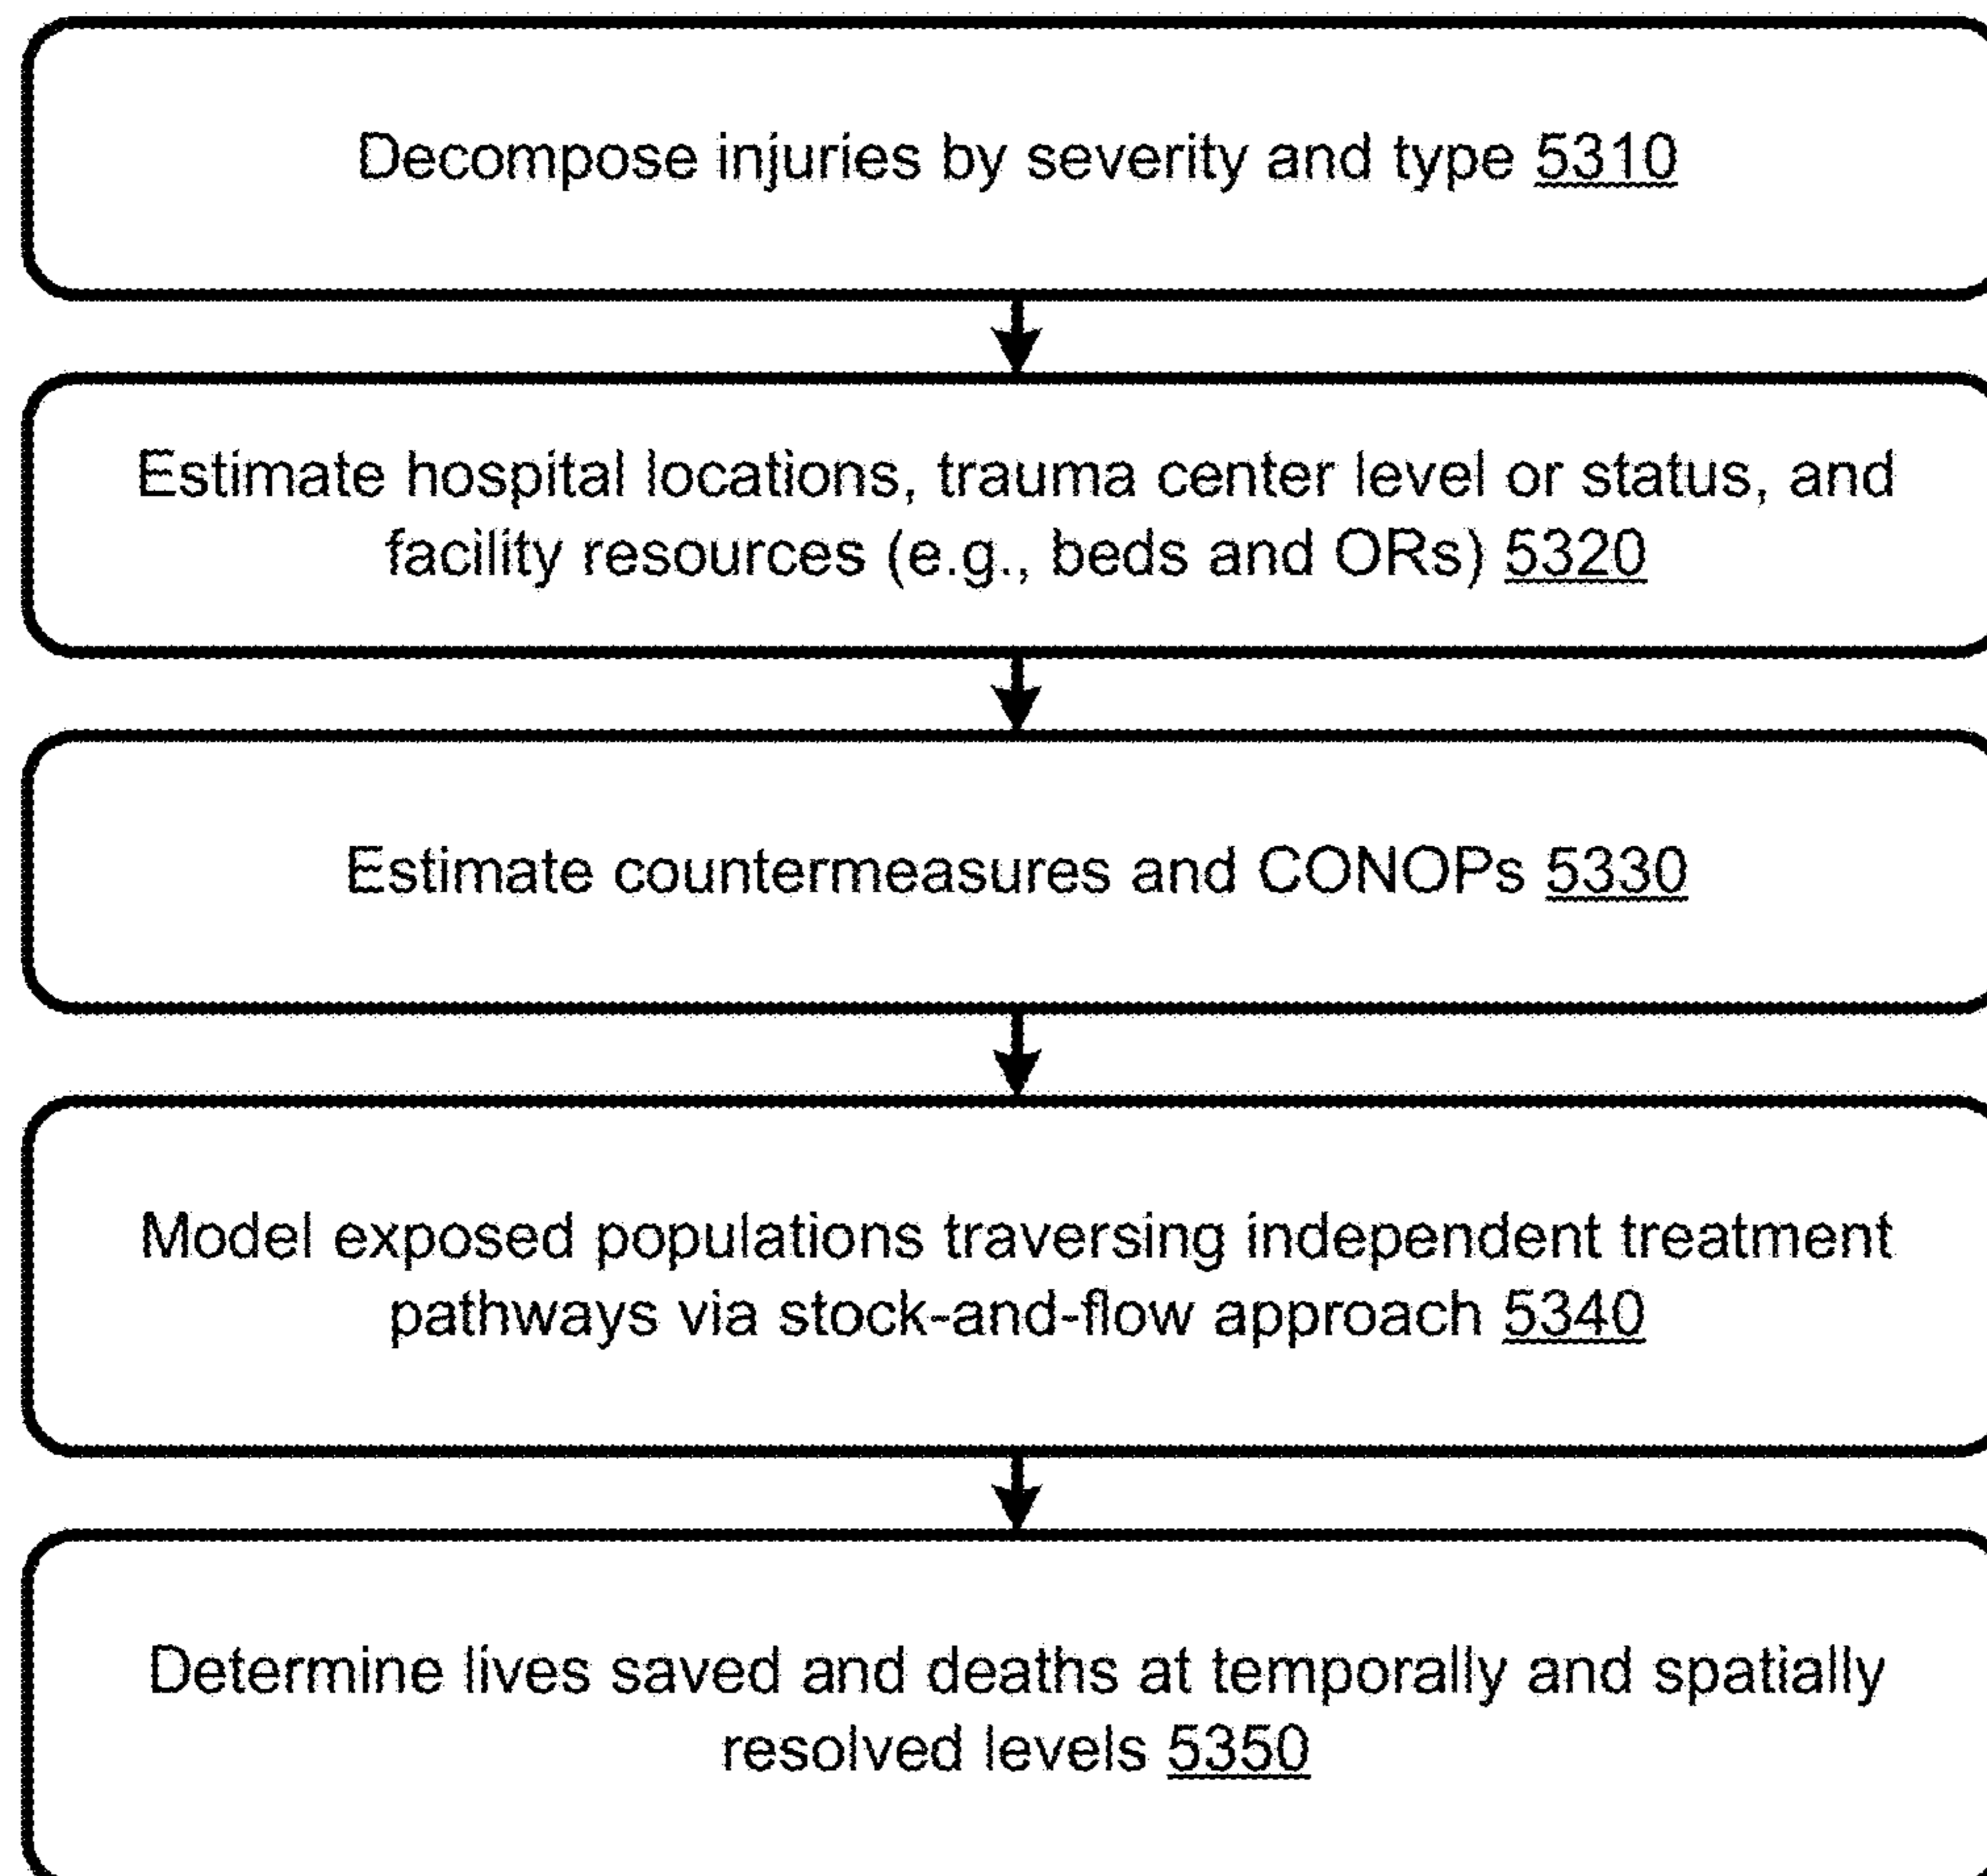 Decompose injuries by severity and type 5310
Estimate hospital locations, trauma center level or status, and
facility resources (e.g., beds and ORs) 5320
Estimate countermeasures and CONOPs 5330
Model exposed populations traversing independent treatment
pathways via stock-and-flow approach 5340
Determine lives saved and deaths at temporally and spatially
resolved levels 5350